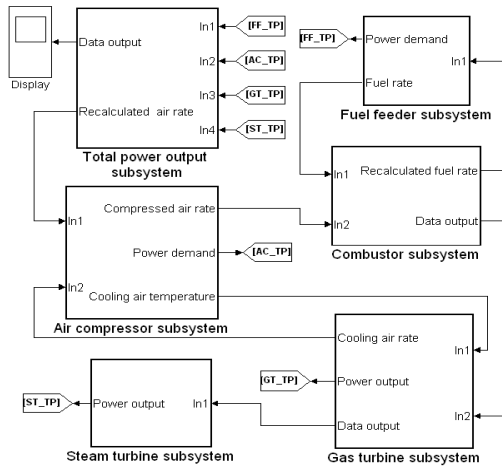 Display
Data output
Recalculated air rate
In1
In2
In3
In4
[FF_TP]
[AC_TP]
[GT_TP]
[ST_TP]
Total power output
subsystem
[FF_TP]
Power demand
Fuel rate
In1
Fuel feeder subsystem
In1
In2
Recalculated fuel rate
Data output
Combustor subsystem
In1
In2
Compressed air rate
Power demand
Cooling air temperature
[AC_TP]
Air compressor subsystem
Cooling air rate
Power output
Data output
In1
In2
[GT_TP]
Gas turbine subsystem
[ST_TP]
Power output
In1
Steam turbine subsystem